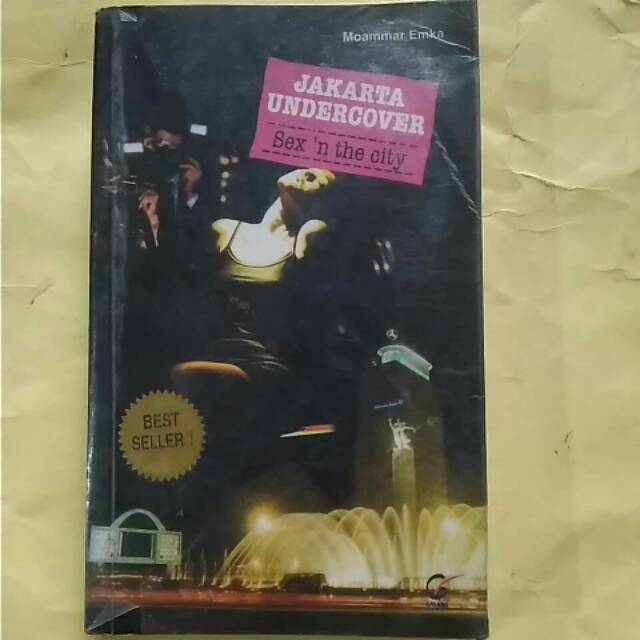 Moammar Emka
JAKARTA
UNDERCOVER
Sex 'n the city
BEST
SELLER !